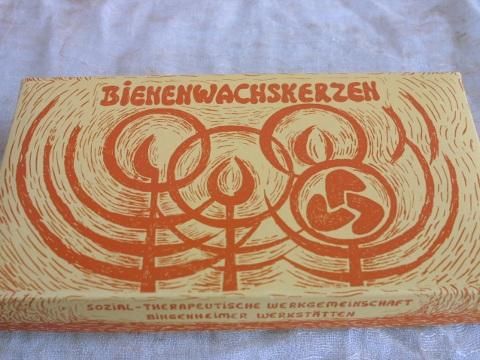 BIENENWACHSKERZEN
SOZIAL-THERAPEUTISCHE WERKGEMEINSCHAFT
BINGENHEIMER WERKSTÄTTEN